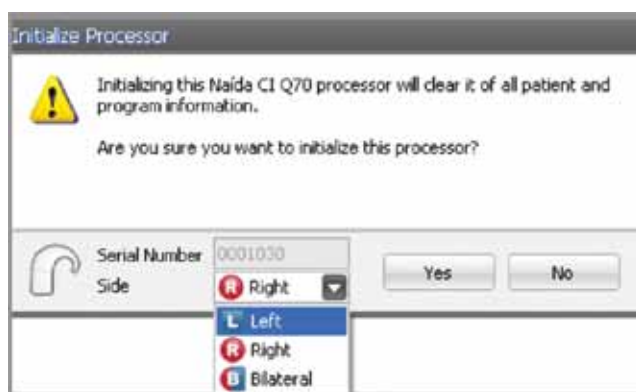 Initialize Processor
Initializing this Naída CI Q70 processor will clear it of all patient and
program information.
Are you sure you want to initialize this processor?
Serial Number 0001030
Side R Right
Yes No
L Left
R Right
B Bilateral